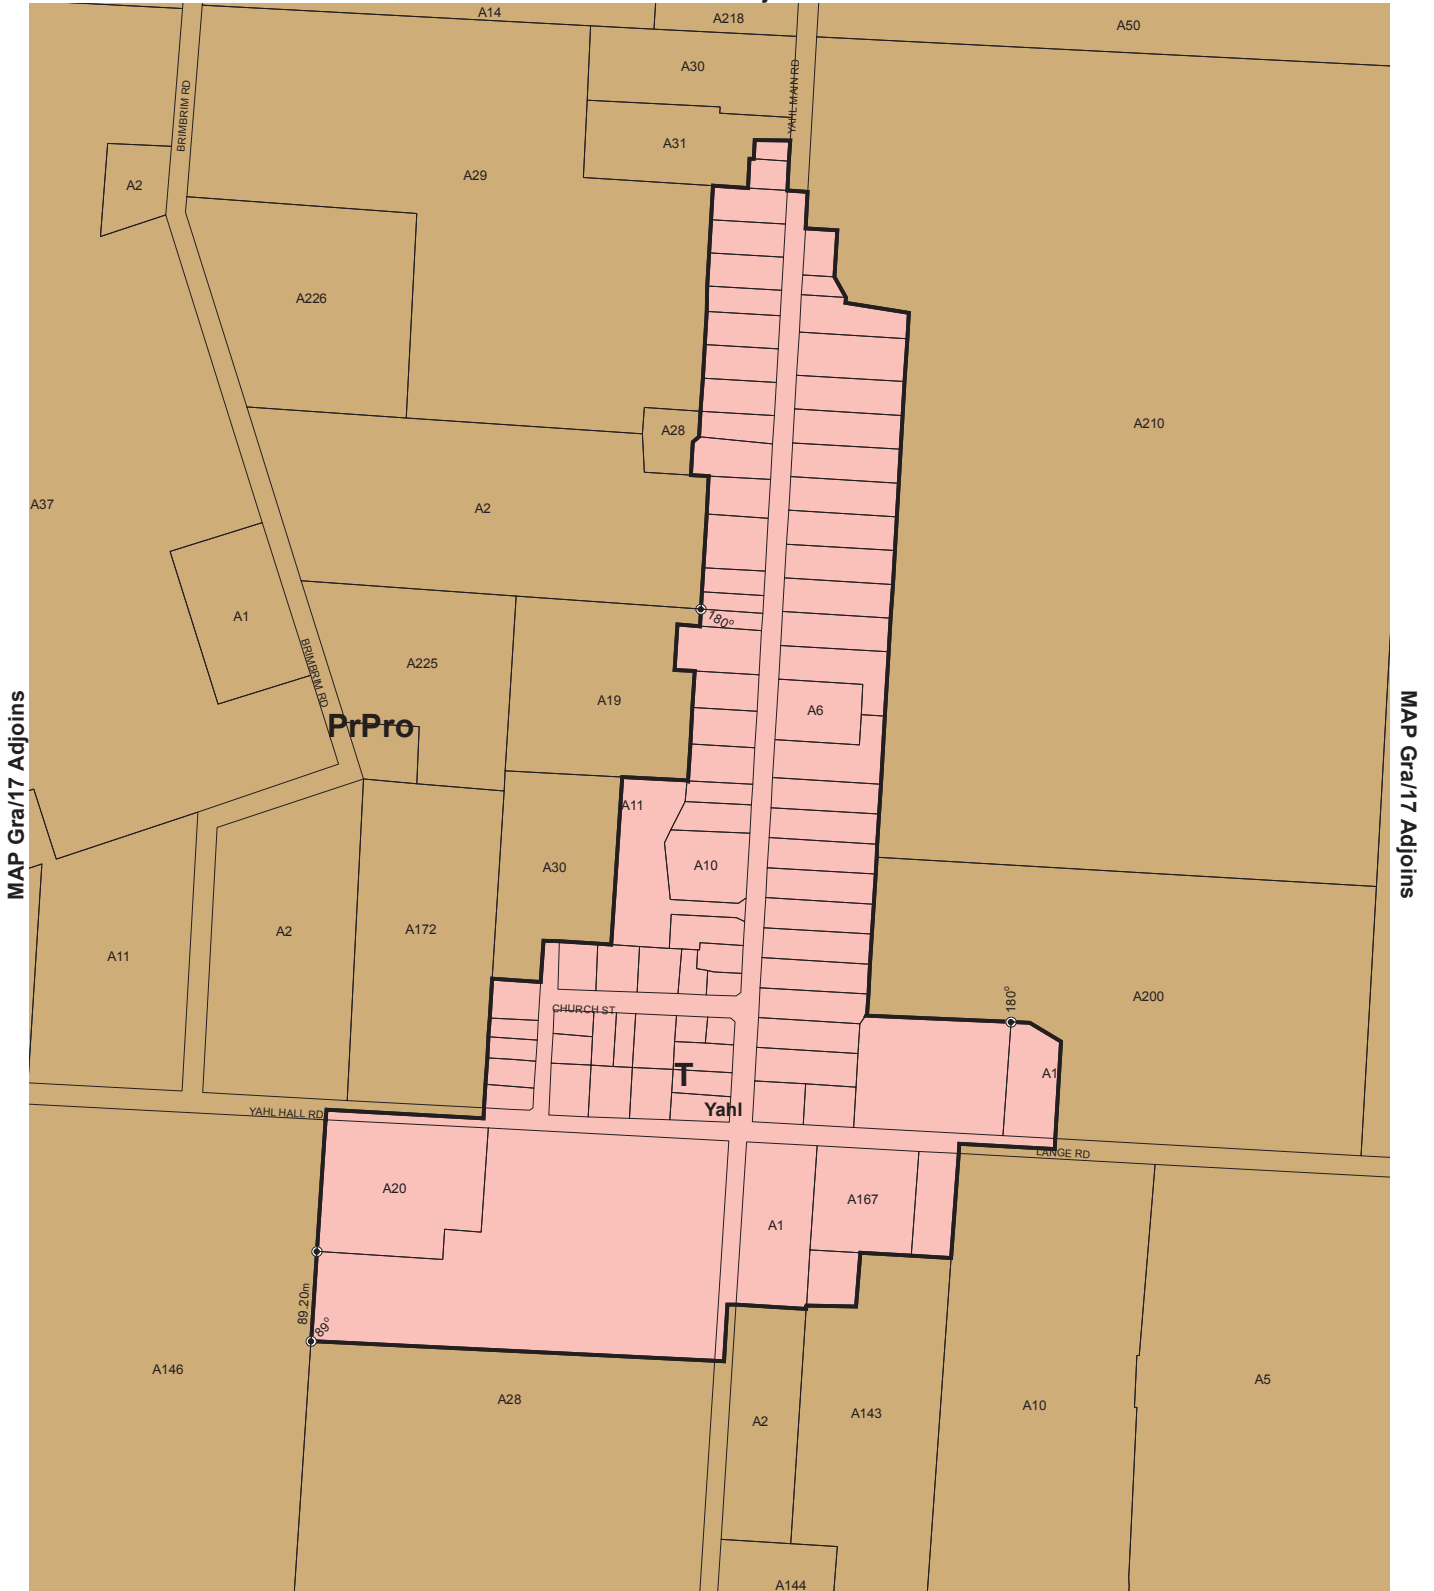 A14
A218
A50
A30
YAHL MAIN RD
BRIMBRIM RD
A31
A29
A2
A226
A210
A28
A37
A2
A1
180°
BRIMBRIM RD
A225
A19
A6
PrPro
MAP Gra/17 Adjoins
MAP Gra/17 Adjoins
A11
A10
A30
A2
A172
A11
180°
A200
CHURCH ST
T
A1
Yahl
YAHL HALL RD
LANGE RD
A20
A167
A1
89.20m
89°
A146
A28
A5
A10
A143
A2
A144